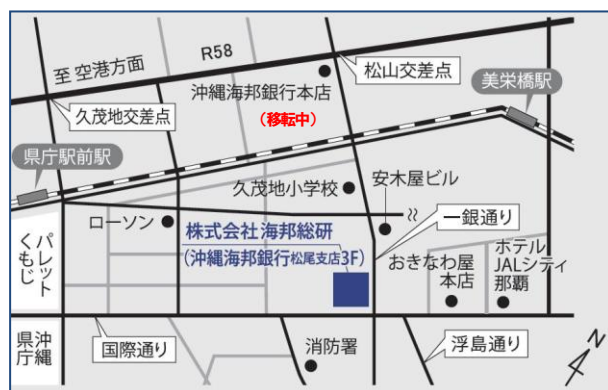 至 空港方面
R58
松山交差点
美栄橋駅
沖縄海邦銀行本店
（移転中）
久茂地交差点
県庁駅前駅
久茂地小学校
安木屋ビル
ローソン
一銀通り
パレット
くもじ
株式会社 海邦総研
（沖縄海邦銀行松尾支店3F）
おきなわ屋
本店
ホテル
JALシティ
那覇
沖縄
県庁
国際通り
消防署
浮島通り
N